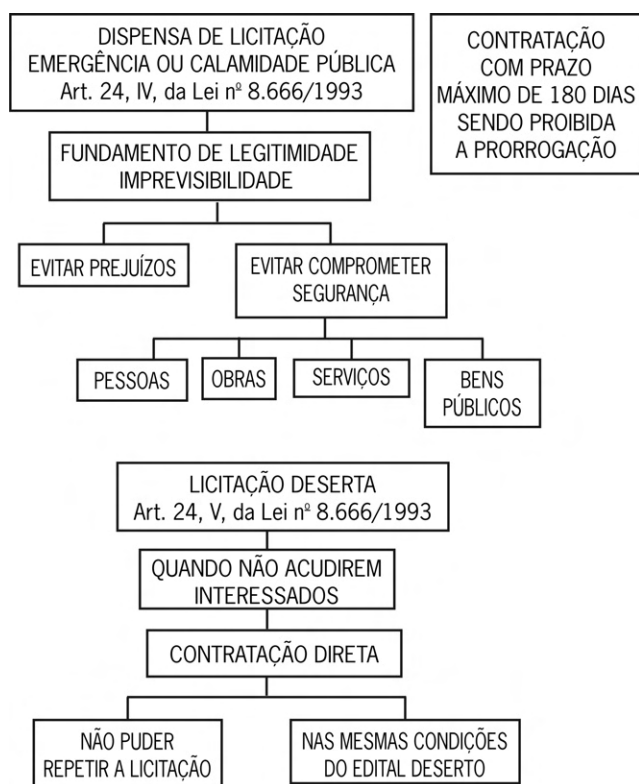 DISPENSA DE LICITAÇÃO
EMERGÊNCIA OU CALAMIDADE PÚBLICA
Art. 24, IV, da Lei nº 8.666/1993
CONTRATAÇÃO
COM PRAZO
MÁXIMO DE 180 DIAS
SENDO PROIBIDA
A PRORROGAÇÃO
FUNDAMENTO DE LEGITIMIDADE
IMPREVISIBILIDADE
EVITAR PREJUÍZOS
EVITAR COMPROMETER
SEGURANÇA
PESSOAS
OBRAS
SERVIÇOS
BENS
PÚBLICOS
LICITAÇÃO DESERTA
Art. 24, V, da Lei nº 8.666/1993
QUANDO NÃO ACUDIREM
INTERESSADOS
CONTRATAÇÃO DIRETA
NÃO PUDER
REPETIR A LICITAÇÃO
NAS MESMAS CONDIÇÕES
DO EDITAL DESERTO